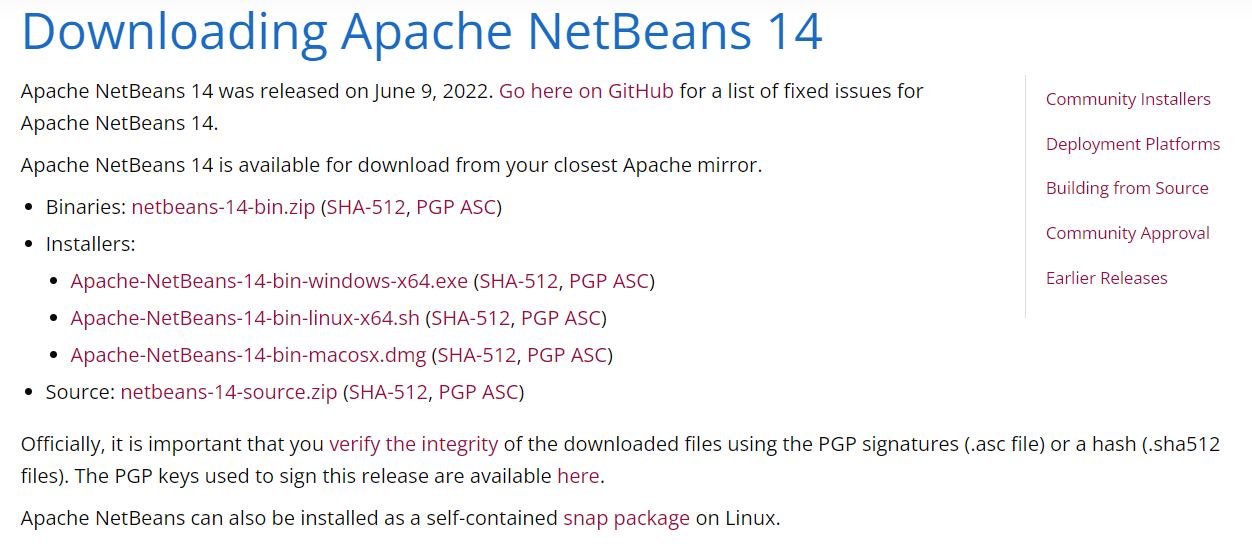 Downloading Apache NetBeans 14
Apache NetBeans 14 was released on June 9, 2022. Go here on GitHub for a list of fixed issues for
Apache NetBeans 14.
Apache NetBeans 14 is available for download from your closest Apache mirror.
• Binaries: netbeans-14-bin.zip (SHA-512, PGP ASC)
• Installers:
• Apache-NetBeans-14-bin-windows-x64.exe (SHA-512, PGP ASC)
• Apache-NetBeans-14-bin-linux-x64.sh (SHA-512, PGP ASC)
• Apache-NetBeans-14-bin-macosx.dmg (SHA-512, PGP ASC)
• Source: netbeans-14-source.zip (SHA-512, PGP ASC)
Officially, it is important that you verify the integrity of the downloaded files using the PGP signatures (.asc file) or a hash (.sha512
files). The PGP keys used to sign this release are available here.
Apache NetBeans can also be installed as a self-contained snap package on Linux.
Community Installers
Deployment Platforms
Building from Source
Community Approval
Earlier Releases